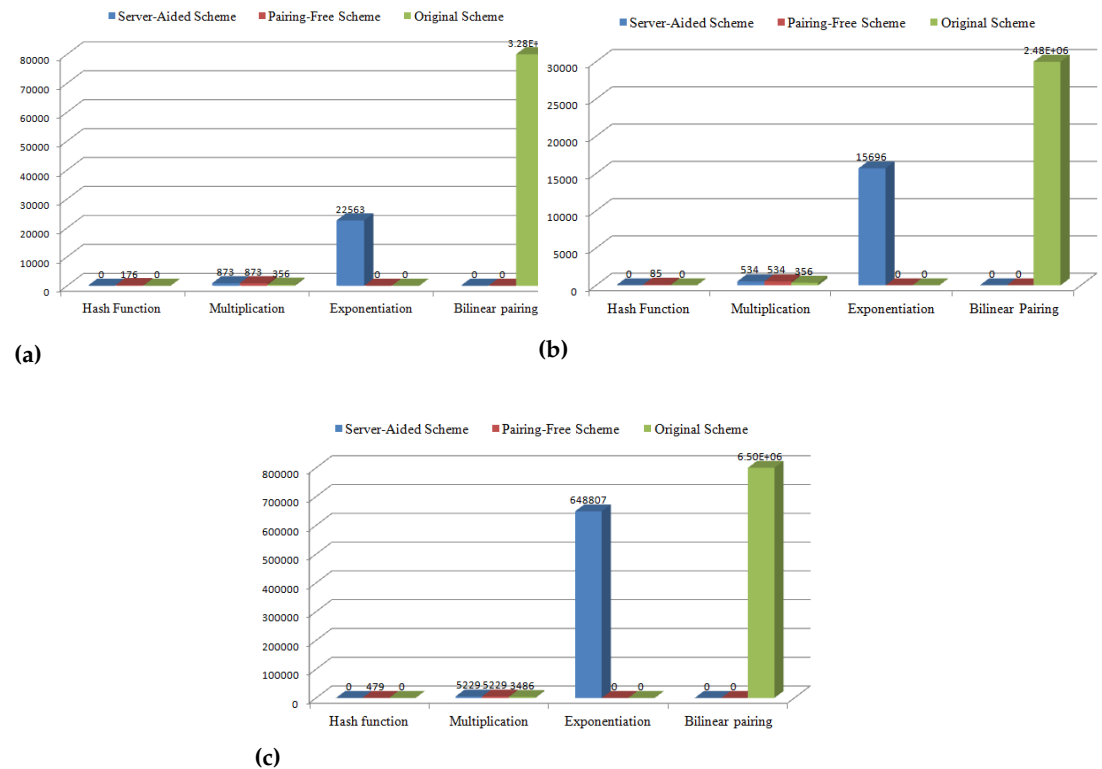 Server-Aided Scheme Pairing-Free Scheme Original Scheme
3.28E+
80000
70000
60000
50000
40000
30000
20000
10000
0
22563
0 176 0
873 873 356
0 0
0 0
Hash Function Multiplication Exponentiation Bilinear pairing
(a)
Server-Aided Scheme Pairing-Free Scheme Original Scheme
2.48E+06
30000
25000
20000
15000
10000
5000
0
15696
0 85 0
534 534 356
0 0
0 0
Hash Function Multiplication Exponentiation Bilinear Pairing
(b)
Server-Aided Scheme Pairing-Free Scheme Original Scheme
6.50E+06
800000
700000
600000
500000
400000
300000
200000
100000
0
648807
0 479 0
5229 5229 3486
0 0
0 0
Hash function Multiplication Exponentiation Bilinear pairing
(c)